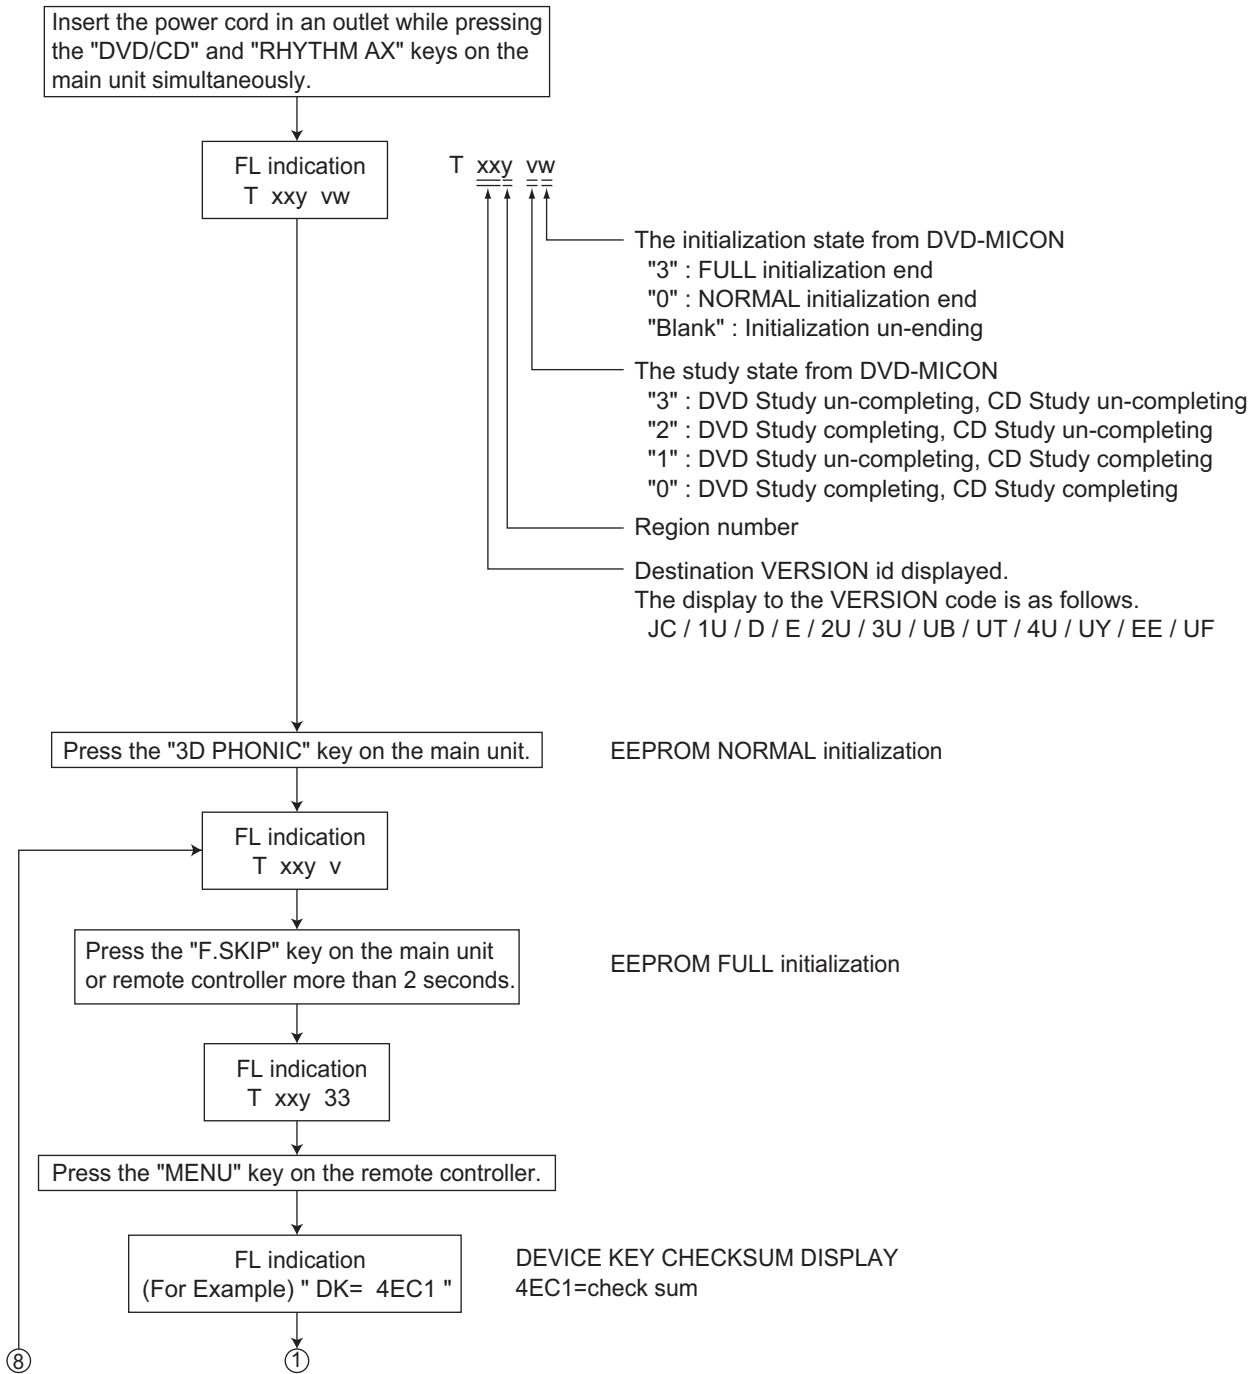 Insert the power cord in an outlet while pressing
the "DVD/CD" and "RHYTHM AX" keys on the
main unit simultaneously.
FL indication
T xxy vw
T xxy vw
The initialization state from DVD-MICON
"3" : FULL initialization end
"0" : NORMAL initialization end
"Blank" : Initialization un-ending
The study state from DVD-MICON
"3" : DVD Study un-completing, CD Study un-completing
"2" : DVD Study completing, CD Study un-completing
"1" : DVD Study un-completing, CD Study completing
"0" : DVD Study completing, CD Study completing
Region number
Destination VERSION id displayed.
The display to the VERSION code is as follows.
JC / 1U / D / E / 2U / 3U / UB / UT / 4U / UY / EE / UF
Press the "3D PHONIC" key on the main unit.
EEPROM NORMAL initialization
FL indication
T xxy v
Press the "F.SKIP" key on the main unit
or remote controller more than 2 seconds.
EEPROM FULL initialization
FL indication
T xxy 33
Press the "MENU" key on the remote controller.
FL indication
(For Example) " DK= 4EC1 "
DEVICE KEY CHECKSUM DISPLAY
4EC1=check sum
⑧
①